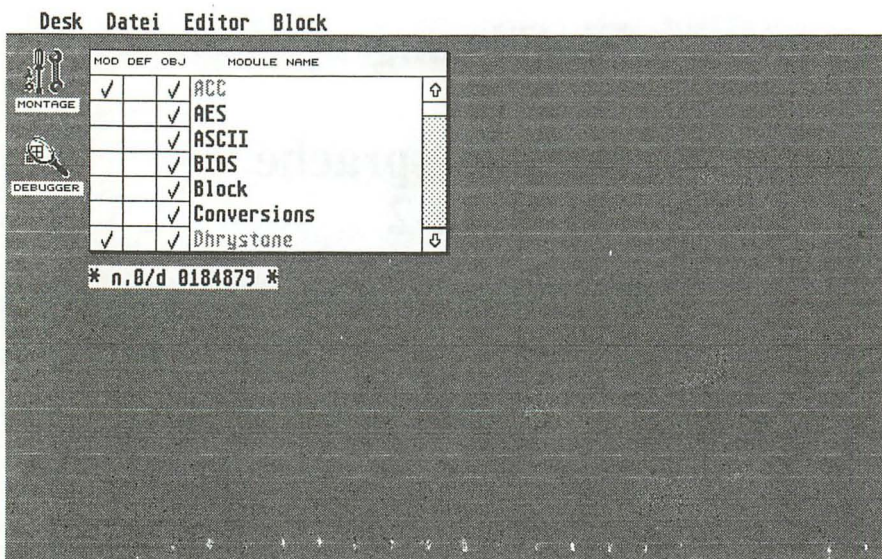 Desk Datei Editor Block
MOD DEF OBJ MODULE NAME
✓ ✓ ACC
✓ AES
✓ ASCII
✓ BIOS
✓ Block
✓ Conversions
✓ ✓ Dhrystone
MONTAGE
DEBUGGER
* n.0/d 0184879 *